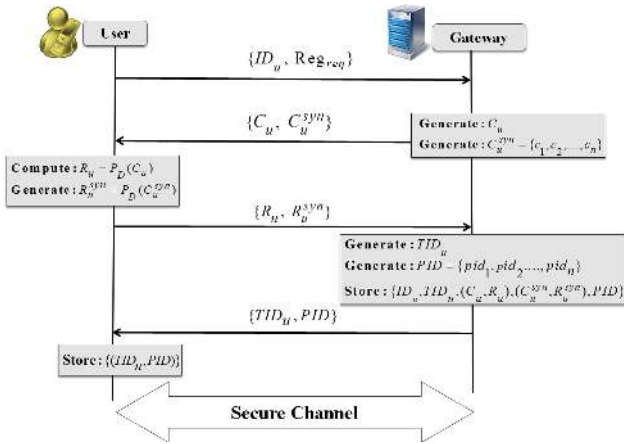 User
Gateway
{ID_u, Reg_req}
Generate: C_u
Generate: C_u^syn = {c_1, c_2, ..., c_n}
{C_u, C_u^syn}
Compute: R_u = P_D(C_u)
Generate: R_u^syn = P_D(C_u^syn)
{R_u, R_u^syn}
Generate: TID_u
Generate: PID = {pid_1, pid_2, ..., pid_n}
Store: {ID_u, TID_u, (C_u, R_u), (C_u^syn, R_u^syn), PID}
{TID_u, PID}
Store: {(TID_u, PID)}
Secure Channel